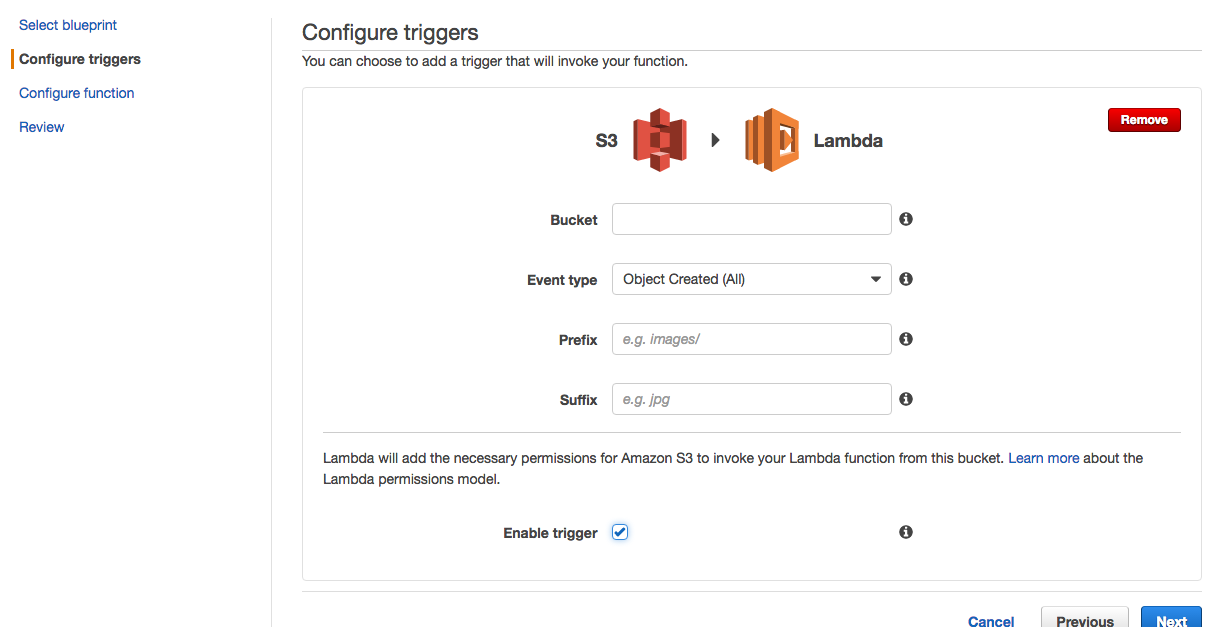 Select blueprint
Configure triggers
Configure function
Review
Configure triggers
You can choose to add a trigger that will invoke your function.
S3 Lambda
Remove
Bucket
Event type Object Created (All)
Prefix e.g. images/
Suffix e.g. jpg
Lambda will add the necessary permissions for Amazon S3 to invoke your Lambda function from this bucket. Learn more about the
Lambda permissions model.
Enable trigger
Cancel Previous Next